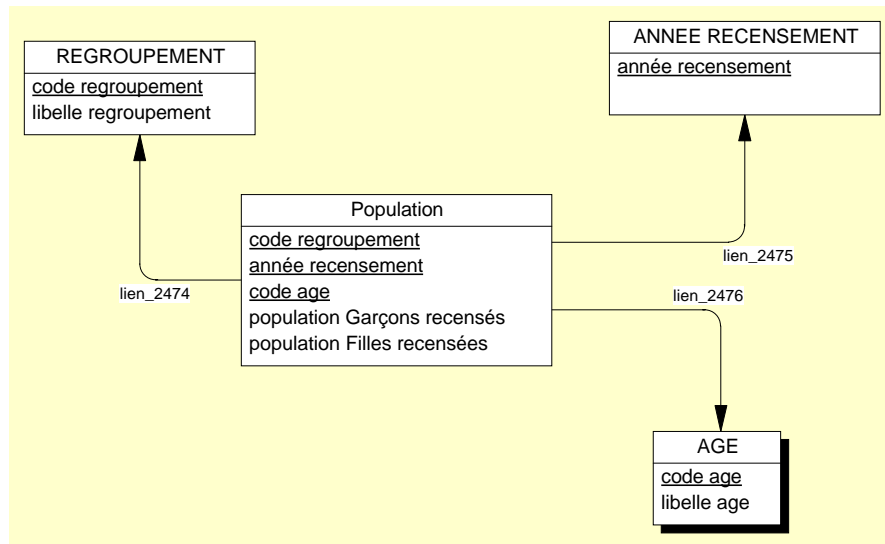 REGROUPEMENT
code regroupement
libelle regroupement
ANNEE RECENSEMENT
année recensement
Population
code regroupement
année recensement
code age
population Garçons recensés
population Filles recensées
lien_2474
lien_2475
lien_2476
AGE
code age
libelle age